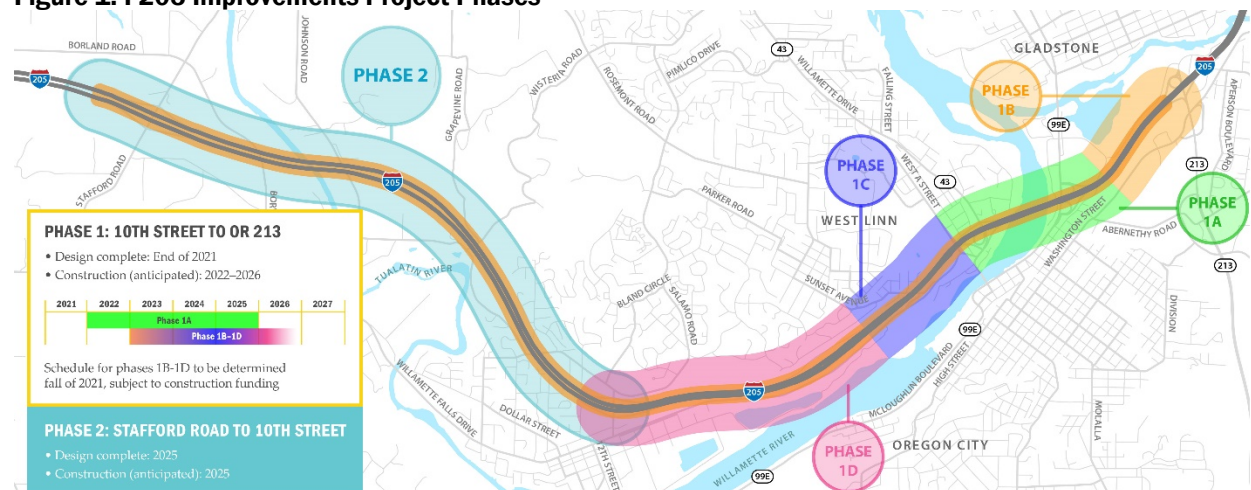 Figure 1. I-205 Improvements Project Phases
BORLAND ROAD
JOHNSON ROAD
PHASE 2
GRAPEVINE ROAD
WISTERIA ROAD
ROSEMONT ROAD
PIMLICO DRIVE
43
WILLAMETTE DRIVE
FAILING STREET
GLADSTONE
PHASE
1B
99E
205
APERSON BOULEVARD
205
STAFFORD ROAD
205
PHASE
1C
WEST A STREET
43
213
PHASE
1A
PARKER ROAD
WEST LINN
WASHINGTON STREET
ABERNETHY ROAD
213
TUALATIN RIVER
BLAND CIRCLE
SALAMO ROAD
SUNSET AVENUE
99E
DIVISION
WILLAMETTE FALLS DRIVE
DOLLAR STREET
205
MCLOUGHLIN BOULEVARD
HIGH STREET
MOLALLA
WILLAMETTE RIVER
99E
PHASE
1D
OREGON CITY
PHASE 1: 10TH STREET TO OR 213
• Design complete: End of 2021
• Construction (anticipated): 2022–2026
2021 2022 2023 2024 2025 2026 2027
Phase 1A
Phase 1B–1D
Schedule for phases 1B-1D to be determined
fall of 2021, subject to construction funding
PHASE 2: STAFFORD ROAD TO 10TH STREET
• Design complete: 2025
• Construction (anticipated): 2025